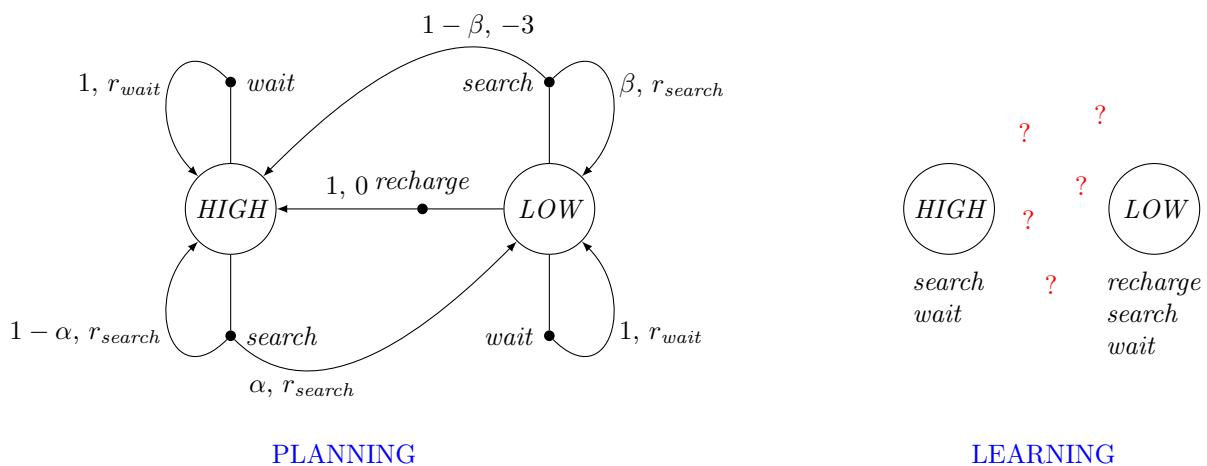 1 − β, −3
1, r_wait
wait
search
β, r_search
?
?
1, 0
recharge
?
HIGH
LOW
HIGH
?
LOW
search
wait
?
recharge
search
wait
1 − α, r_search
search
wait
1, r_wait
α, r_search
PLANNING
LEARNING